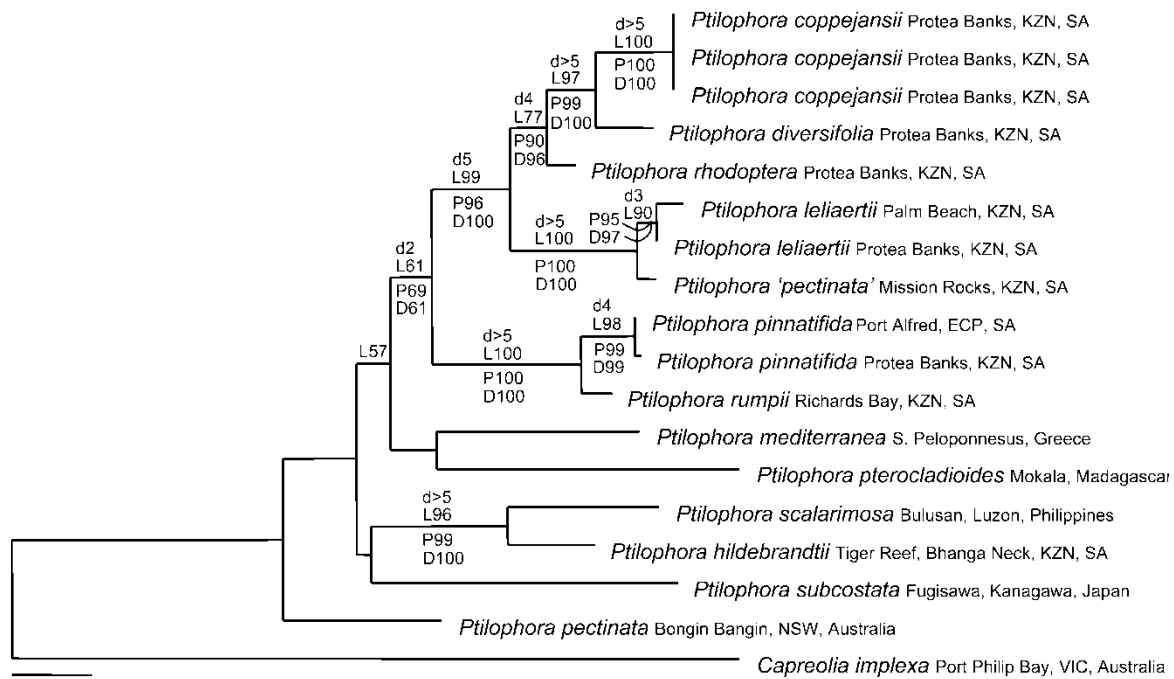 d>5
L100
P100
D100
Ptilophora coppejansii Protea Banks, KZN, SA
Ptilophora coppejansii Protea Banks, KZN, SA
Ptilophora coppejansii Protea Banks, KZN, SA
d>5
L97
P99
D100
Ptilophora diversifolia Protea Banks, KZN, SA
d4
L77
P90
D96
Ptilophora rhodoptera Protea Banks, KZN, SA
d5
L99
P96
D100
d3
L90
P95
D97
Ptilophora leliaertii Palm Beach, KZN, SA
Ptilophora leliaertii Protea Banks, KZN, SA
d>5
L100
P100
D100
Ptilophora 'pectinata' Mission Rocks, KZN, SA
d2
L61
P69
D61
d4
L98
P99
D99
Ptilophora pinnatifida Port Alfred, ECP, SA
Ptilophora pinnatifida Protea Banks, KZN, SA
d>5
L100
P100
D100
Ptilophora rumpii Richards Bay, KZN, SA
L57
Ptilophora mediterranea S. Peloponnesus, Greece
Ptilophora pterocladioides Mokala, Madagascar
d>5
L96
P99
D100
Ptilophora scalarimosa Bulusan, Luzon, Philippines
Ptilophora hildebrandtii Tiger Reef, Bhanga Neck, KZN, SA
Ptilophora subcostata Fugisawa, Kanagawa, Japan
Ptilophora pectinata Bongin Bangin, NSW, Australia
Capreolia implexa Port Philip Bay, VIC, Australia